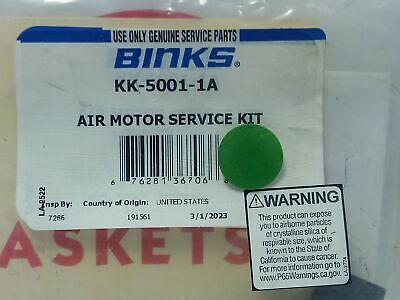 USE ONLY GENUINE SERVICE PARTS
BINKS®
KK-5001-1A
AIR MOTOR SERVICE KIT
6 76281 36706
LA-4522
Insp By: Country of Origin: UNITED STATES
7266 191561 3/1/2023
ASKETS
⚠WARNING
This product can expose
you to airborne particles
of crystalline silica of
respirable size, which is
known to the State of
California to cause cancer.
For more information go to
www.P65Warnings.ca.gov.